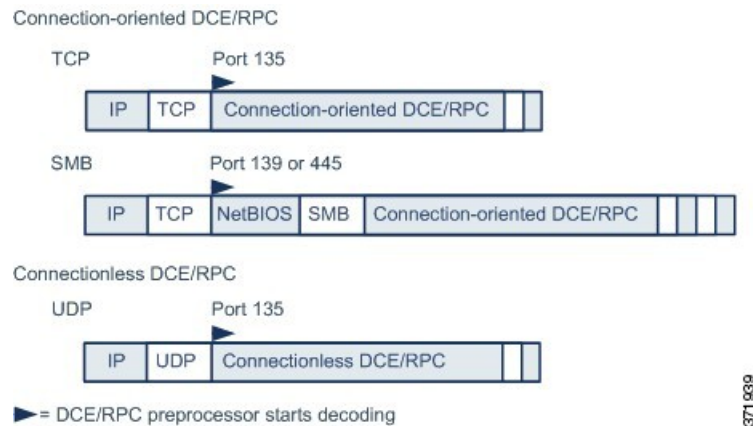 Connection-oriented DCE/RPC
TCP Port 135
IP TCP Connection-oriented DCE/RPC
SMB Port 139 or 445
IP TCP NetBIOS SMB Connection-oriented DCE/RPC
Connectionless DCE/RPC
UDP Port 135
IP UDP Connectionless DCE/RPC
= DCE/RPC preprocessor starts decoding
371939